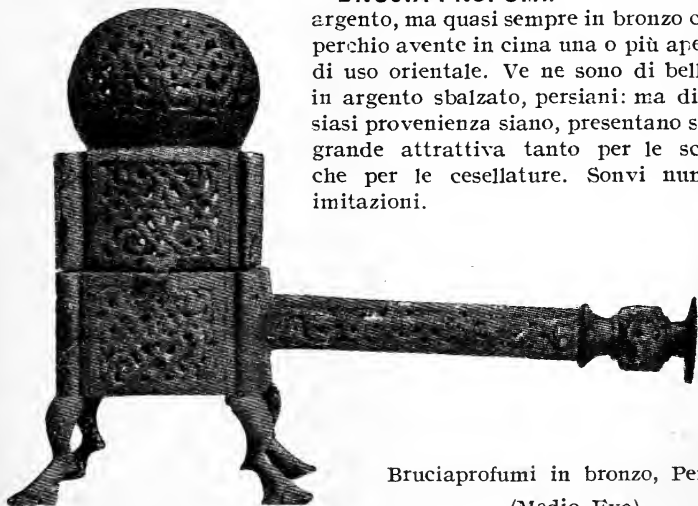 argento, ma quasi sempre in bronzo c
perchio avente in cima una o più ape
di uso orientale. Ve ne sono di bell
in argento sbalzato, persiani: ma di
siasi provenienza siano, presentano s
grande attrattiva tanto per le sc
che per le cesellature. Sonvi nu
imitazioni.
Bruciaprofumi in bronzo, Pe